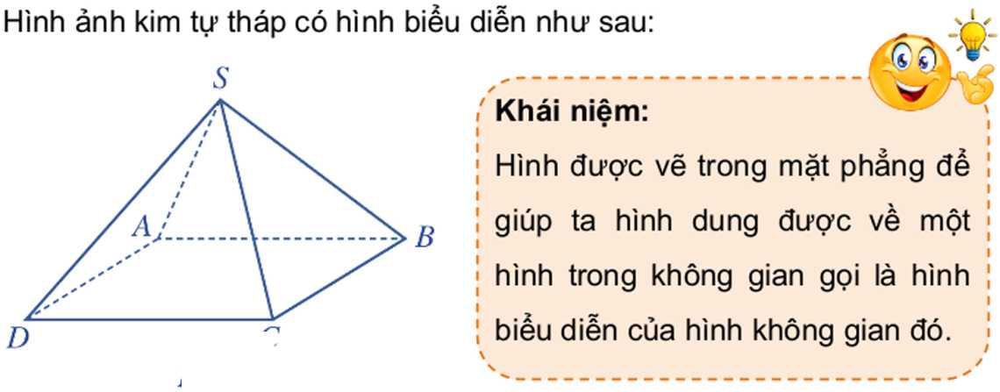 Hình ảnh kim tự tháp có hình biểu diễn như sau:
S
A
B
D
Khái niệm:
Hình được vẽ trong mặt phẳng để
giúp ta hình dung được về một
hình trong không gian gọi là hình
biểu diễn của hình không gian đó.